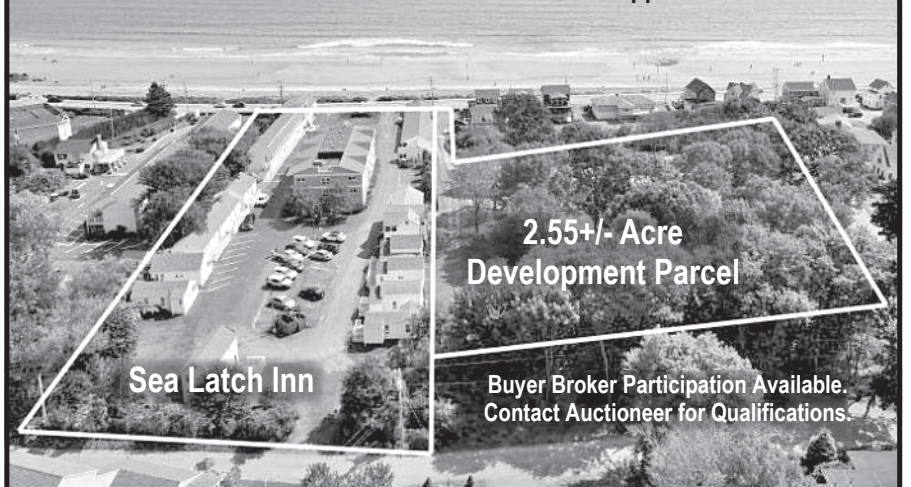 2.55+/- Acre
Development Parcel
Sea Latch Inn
Buyer Broker Participation Available.
Contact Auctioneer for Qualifications.